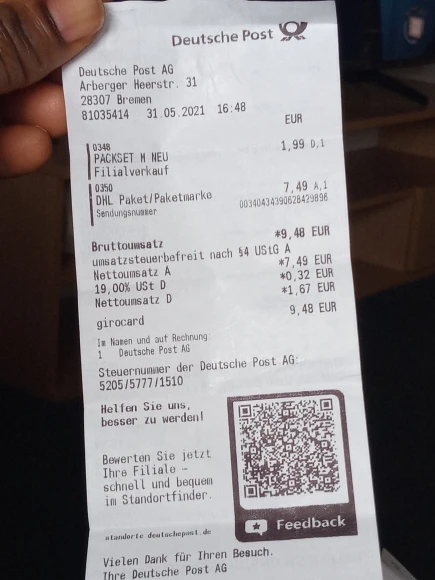 Deutsche Post
Deutsche Post AG
Arberger Heerstr. 31
28307 Bremen
81035414 31.05.2021 16:48
EUR
0348
PACKSET M NEU 1,99 D,1
Filialverkauf
0350
DHL Paket/Paketmarke 7,49 A,1
Sendungsnummer 00340434390628429896
Bruttoumsatz *9,48 EUR
umsatzsteuerbefreit nach §4 UStG A
Nettoumsatz A *7,49 EUR
19,00% USt D *0,32 EUR
Nettoumsatz D *1,67 EUR
girocard 9,48 EUR
Im Namen und auf Rechnung
1 Deutsche Post AG
Steuernummer der Deutsche Post AG:
5205/5777/1510
Helfen Sie uns,
besser zu werden!
Bewerten Sie jetzt
Ihre Filiale -
schnell und bequem
im Standortfinder.
standorte deutschepost.de
Feedback
Vielen Dank für Ihren Besuch.
Ihre Deutsche Post AG